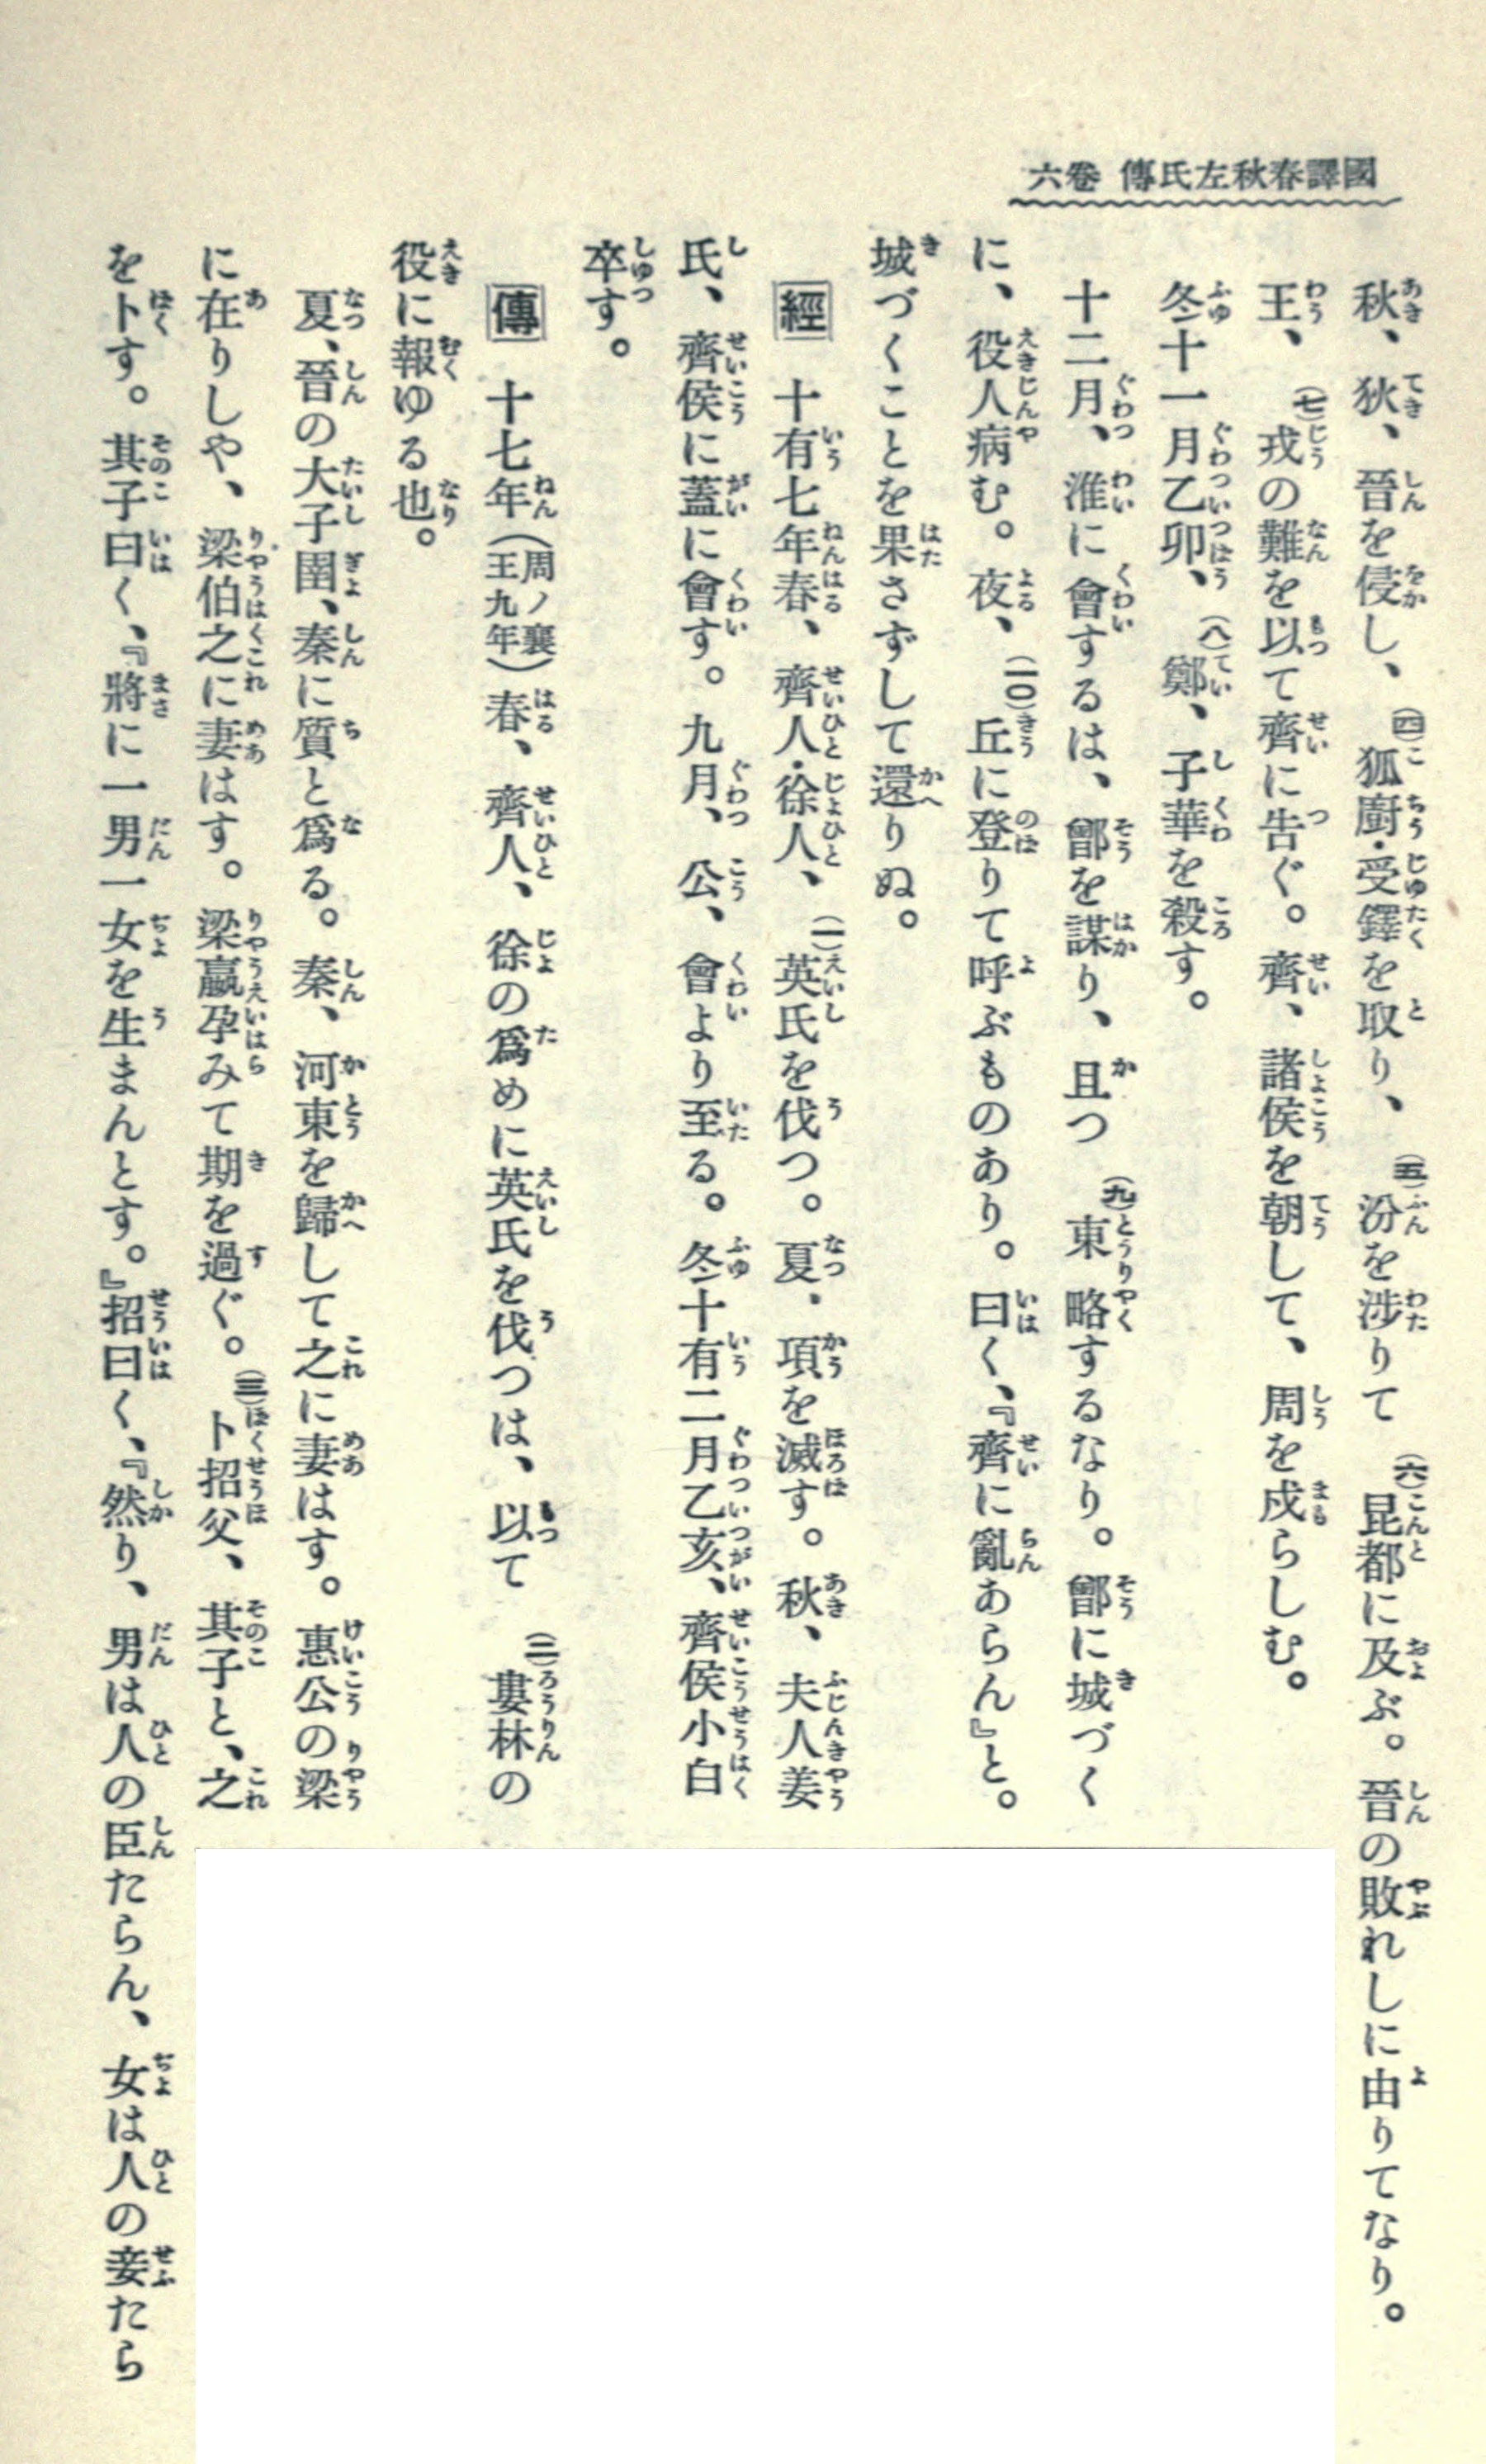 國譯春秋左氏傳 卷六
秋、狄、晉を侵し、(四)狐廚·受鐸を取り、(五)汾を涉りて(六)昆都に及ぶ。晉の敗れしに由りてなり。
王、(七)戎の難を以て齊に吿ぐ。齊、諸侯を朝して、周を戍らしむ。
冬十一月乙卯、(八)鄭、子華を殺す。
十二月、淮に會するは、鄫を謀り、且つ(九)東略するなり。鄫に城づく
に、役人病む。夜、(一〇)丘に登りて呼ぶものあり。曰く、『齊に亂あらん』と。
城づくことを果さずして還りぬ。
經 十有七年春、齊人·徐人、(一)英氏を伐つ。夏·項を滅す。秋、夫人姜
氏、齊侯に蓋に會す。九月、公、會より至る。冬十有二月乙亥、齊侯小白
卒す。
傳 十七年(周ノ襄王九年)春、齊人、徐の爲めに英氏を伐つは、以て(二)婁林の
役に報ゆる也。
夏、晉の大子圉、秦に質と爲る。秦、河東を歸して之に妻はす。惠公の梁
に在りしや、梁伯之に妻はす。梁嬴孕みて期を過ぐ。(三)卜招父、其子と、之
を卜す。其子曰く、『將に一男一女を生まんとす。』招曰く、『然り、男は人の臣たらん、女は人の妾たら